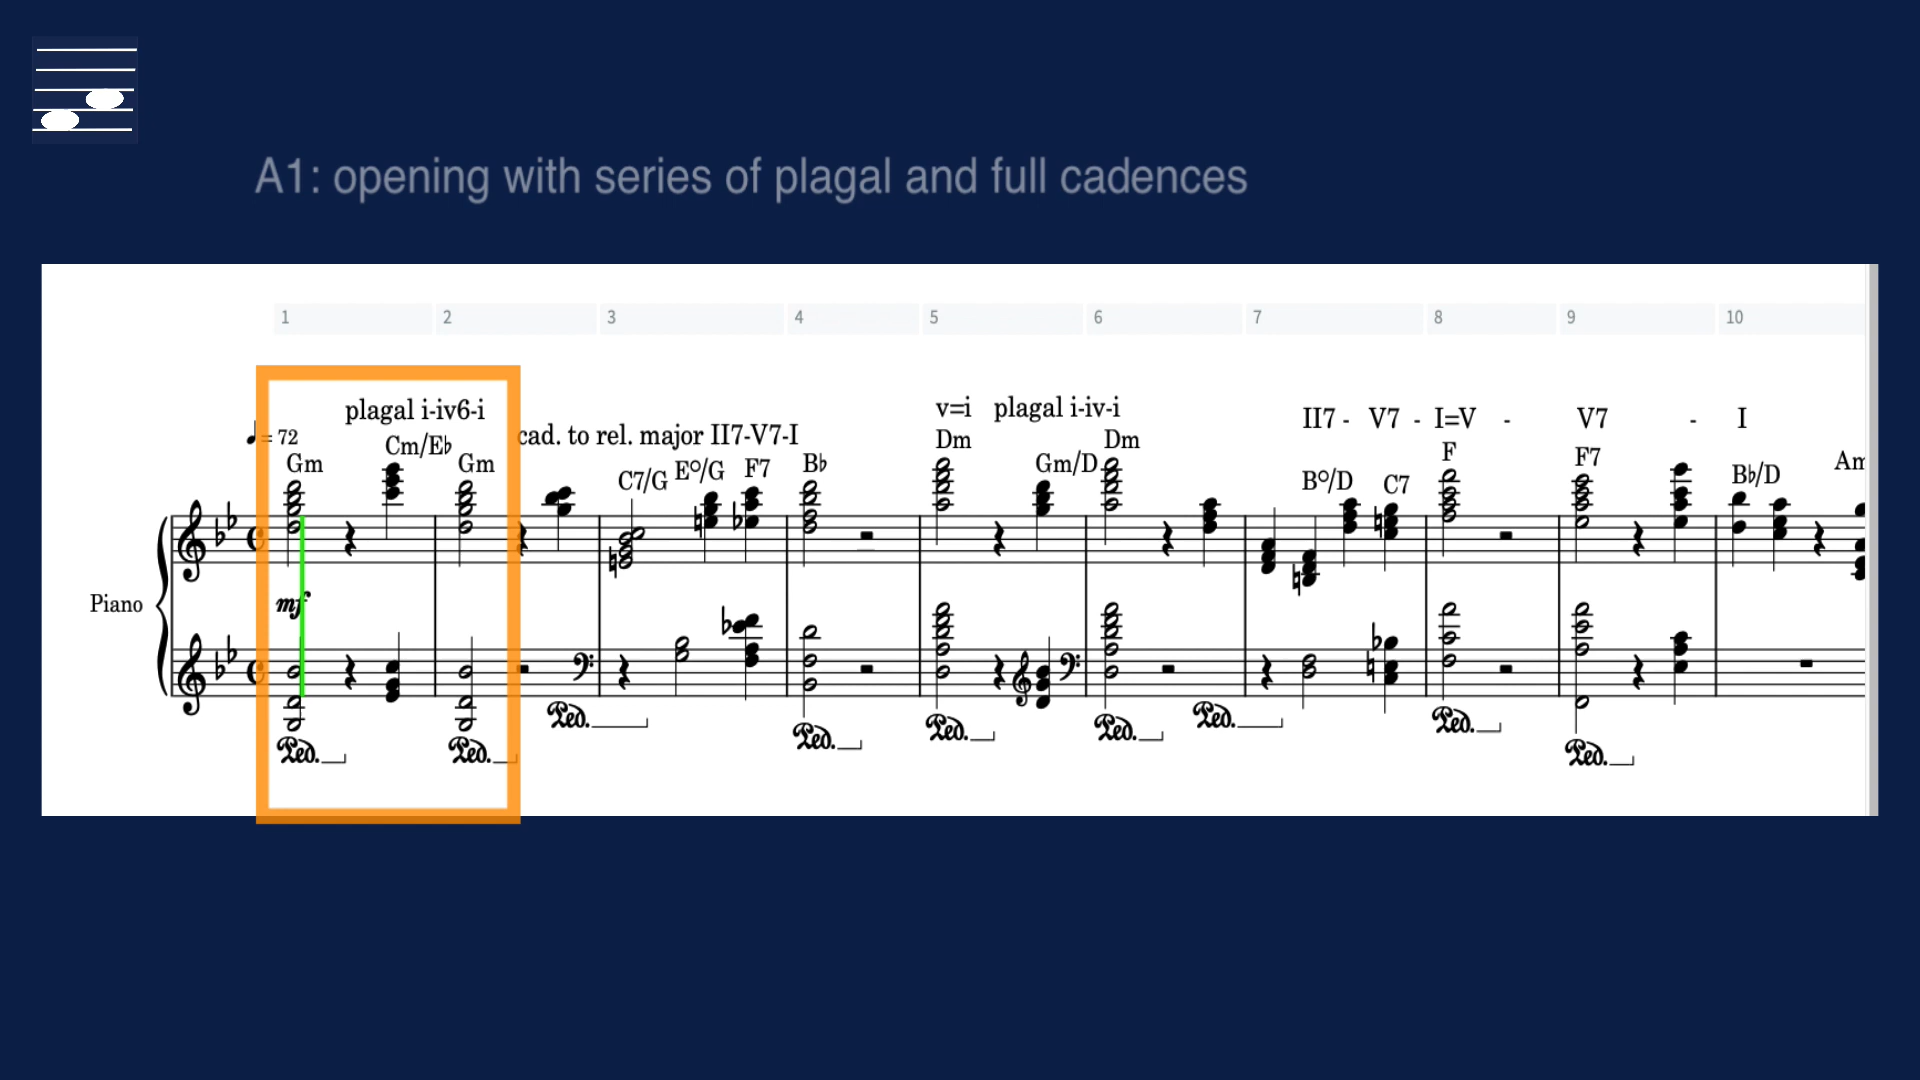 A1: opening with series of plagal and full cadences
1 2 3 4 5 6 7 8 9 10
plagal i-iv6-i v=i plagal i-iv-i II7 - V7 - I=V - V7 - I
= 72 cad. to rel. major II7-V7-I
Gm Cm/E♭ Gm C7/G E°/G F7 B♭ Dm Gm/D Dm B°/D C7 F F7 B♭/D Am
Piano
mf
Ped. Ped. Ped. Ped. Ped. Ped. Ped. Ped. Ped.